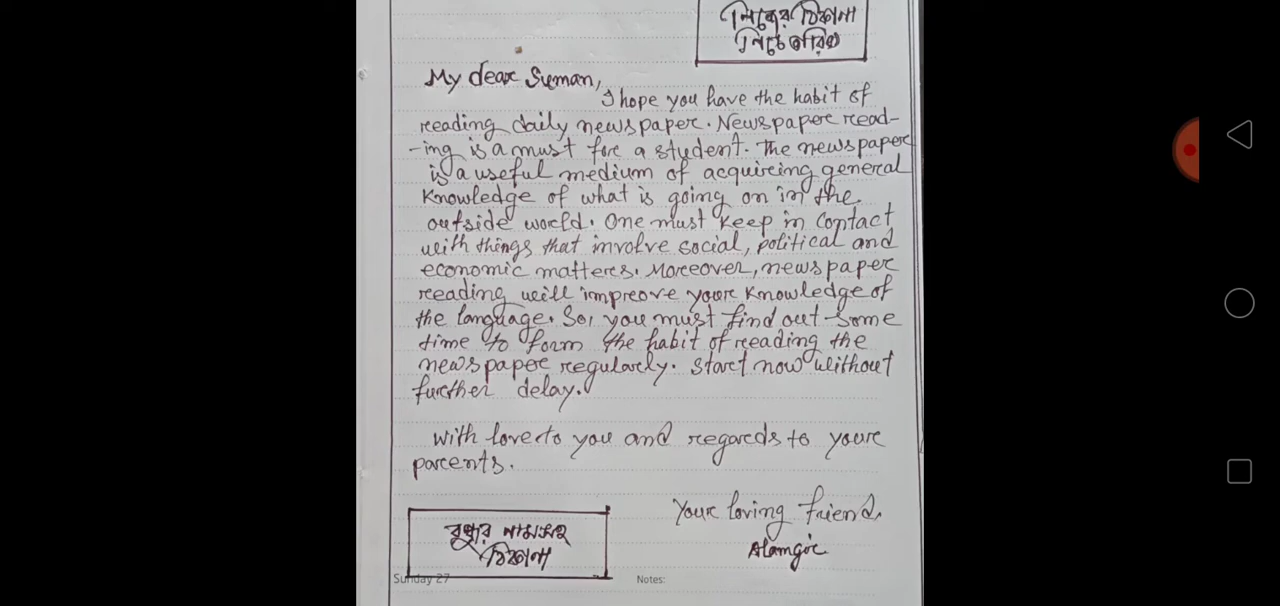 নিজের ঠিকানা
নিচে তারিখ
My dear Suman,
I hope you have the habit of
reading daily newspaper. Newspaper read-
-ing is a must for a student. The newspaper
is a useful medium of acquiring general
knowledge of what is going on in the
outside world. One must keep in contact
with things that involve social, political and
economic matters. Moreover, newspaper
reading will improve your knowledge of
the language. So, you must find out some
time to form the habit of reading the
newspaper regularly. Start now without
further delay.
With love to you and regards to your
parents.
Your loving friend,
Alamgir
বন্ধুর নামসহ
ঠিকানা
Sunday 27
Notes: